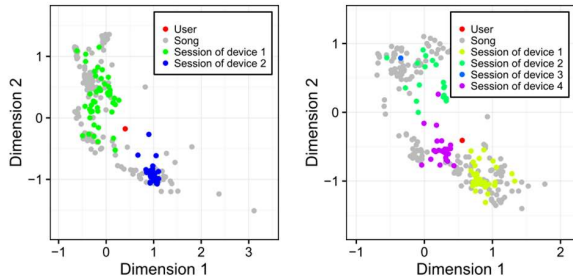 User
Song
Session of device 1
Session of device 2
Dimension 2
1
0
−1
−1
0
1
2
3
Dimension 1
User
Song
Session of device 1
Session of device 2
Session of device 3
Session of device 4
Dimension 2
1
0
−1
−1
0
1
2
Dimension 1